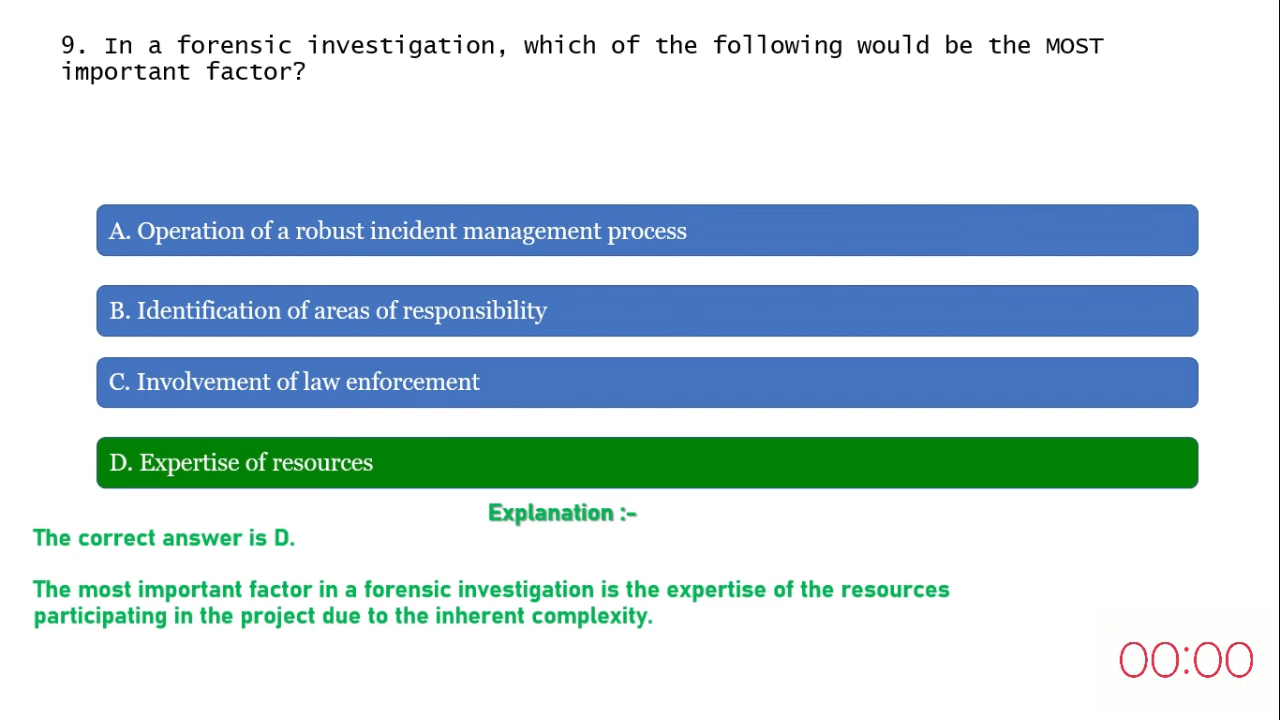 9. In a forensic investigation, which of the following would be the MOST
important factor?
A. Operation of a robust incident management process
B. Identification of areas of responsibility
C. Involvement of law enforcement
D. Expertise of resources
Explanation :-
The correct answer is D.
The most important factor in a forensic investigation is the expertise of the resources
participating in the project due to the inherent complexity.
00:00